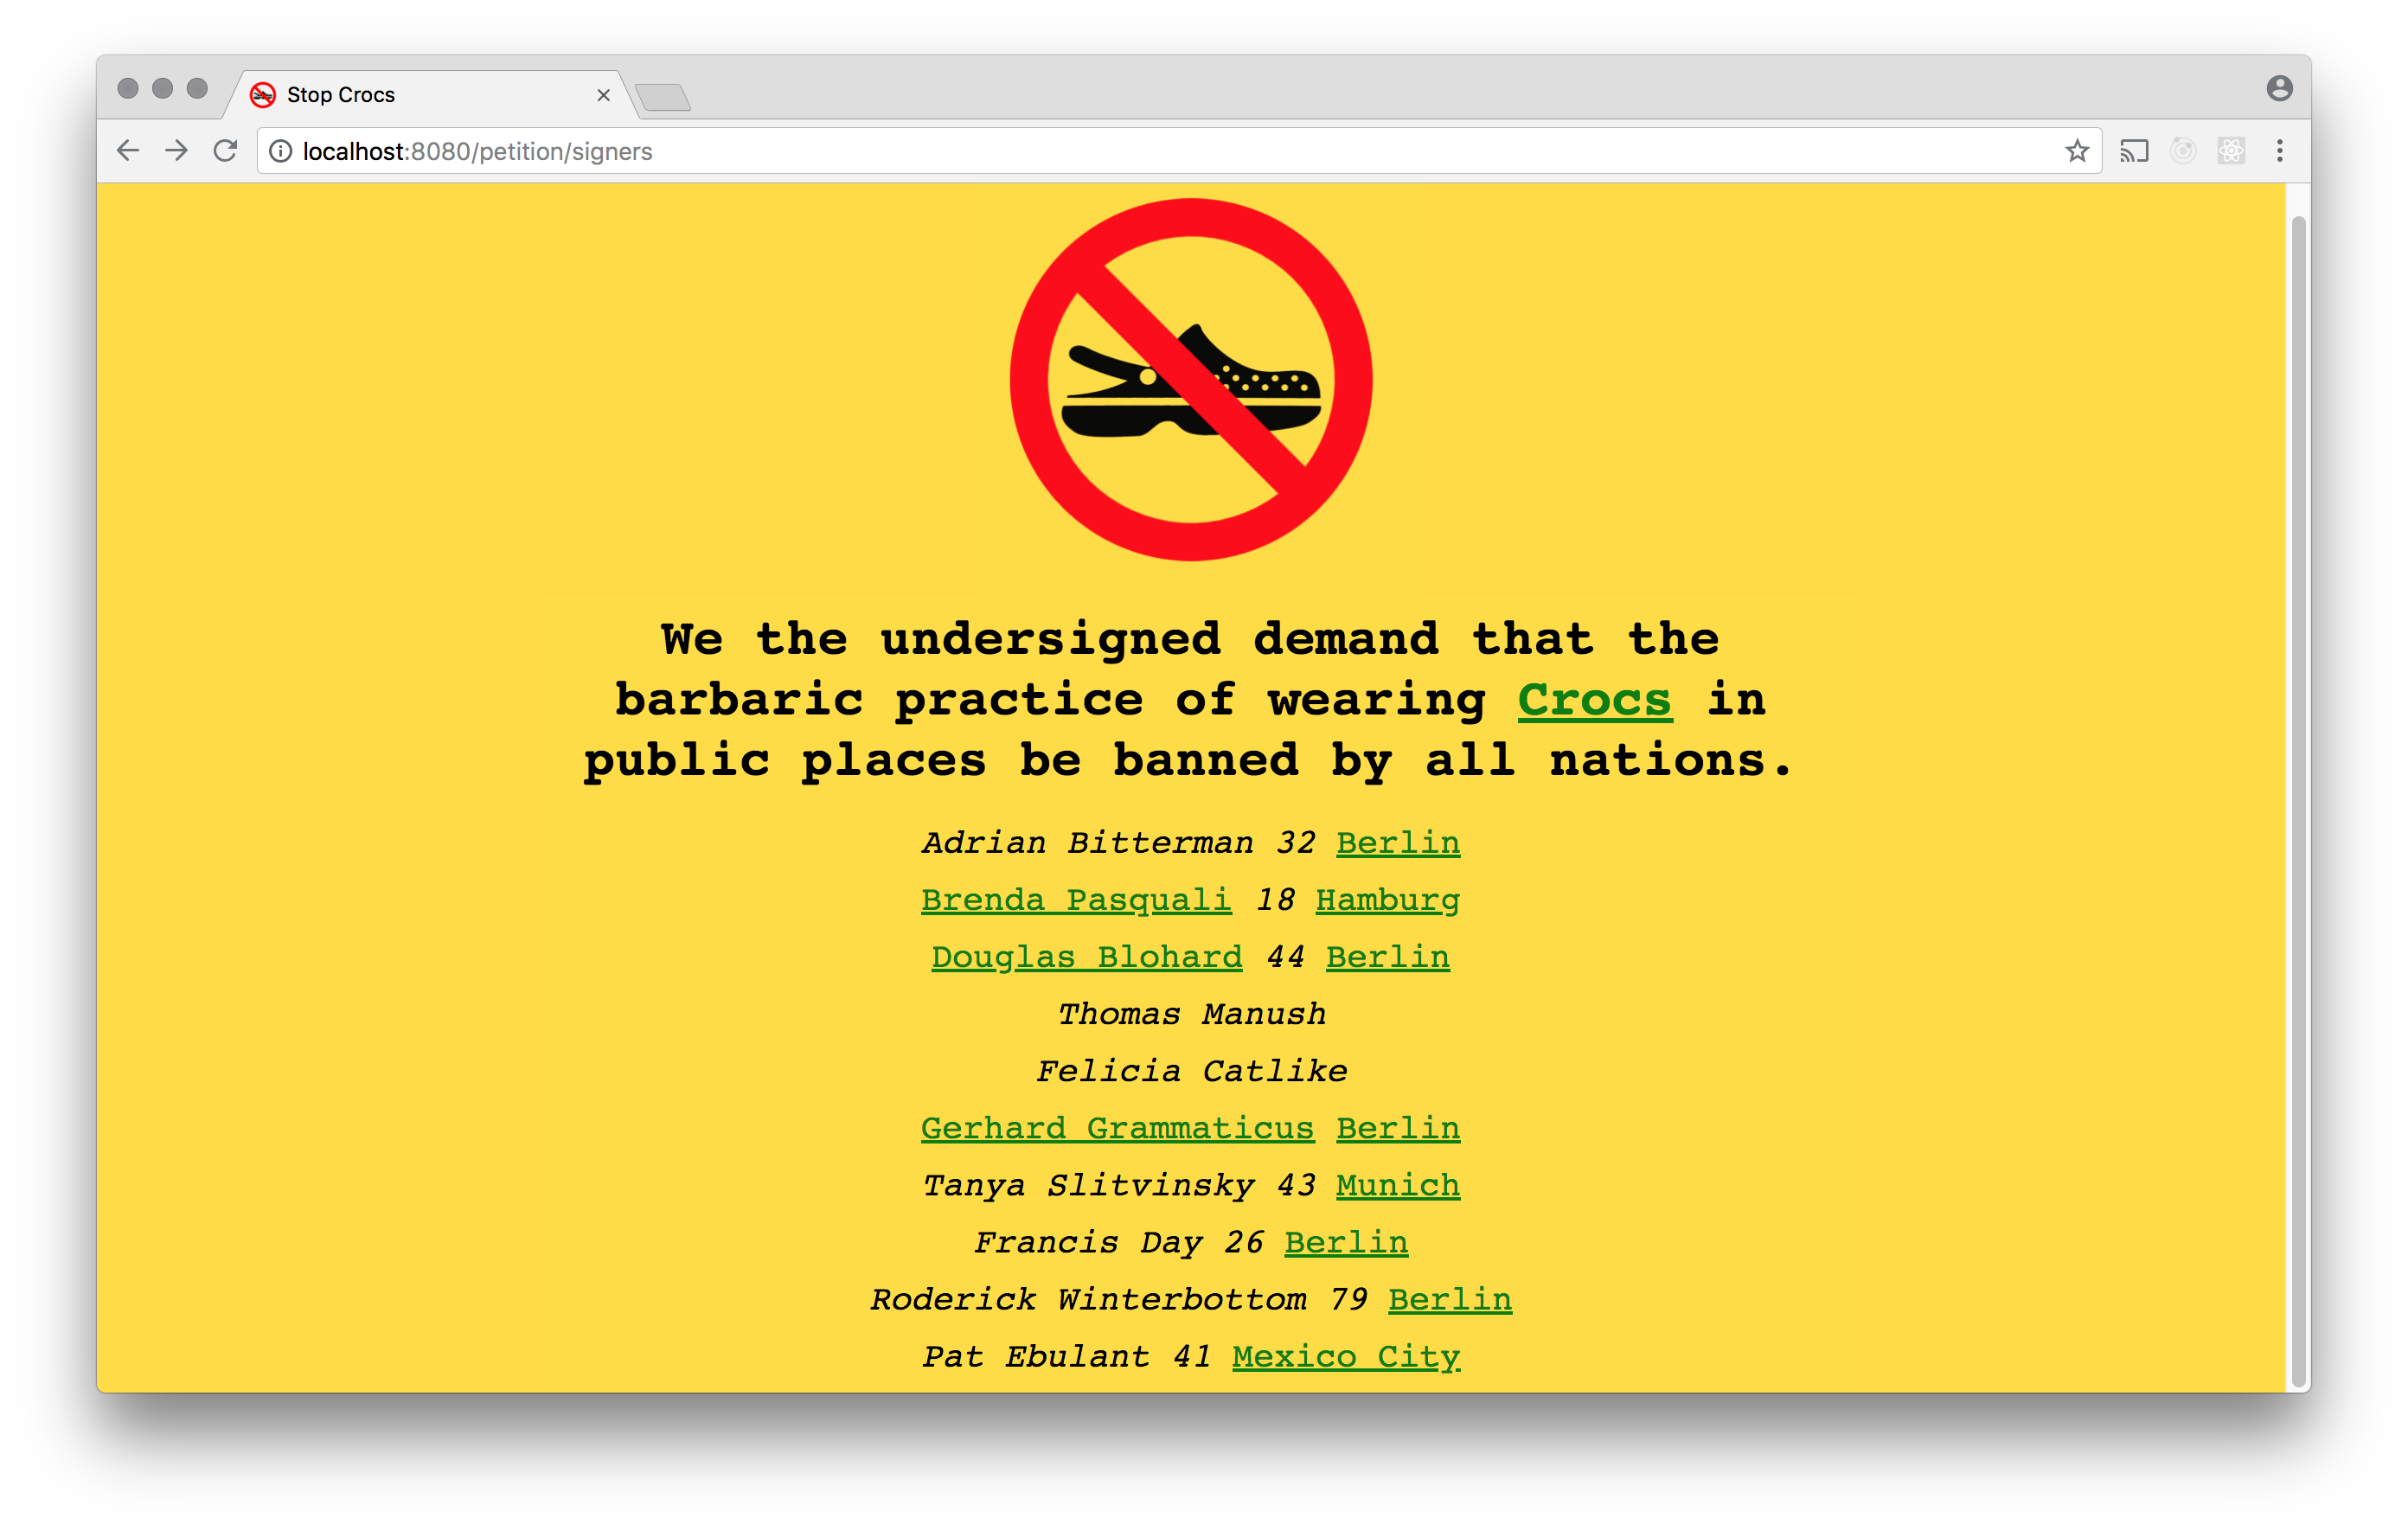 Stop Crocs
localhost:8080/petition/signers
We the undersigned demand that the
barbaric practice of wearing Crocs in
public places be banned by all nations.
Adrian Bitterman 32 Berlin
Brenda Pasquali 18 Hamburg
Douglas Blohard 44 Berlin
Thomas Manush
Felicia Catlike
Gerhard Grammaticus Berlin
Tanya Slitvinsky 43 Munich
Francis Day 26 Berlin
Roderick Winterbottom 79 Berlin
Pat Ebulant 41 Mexico City